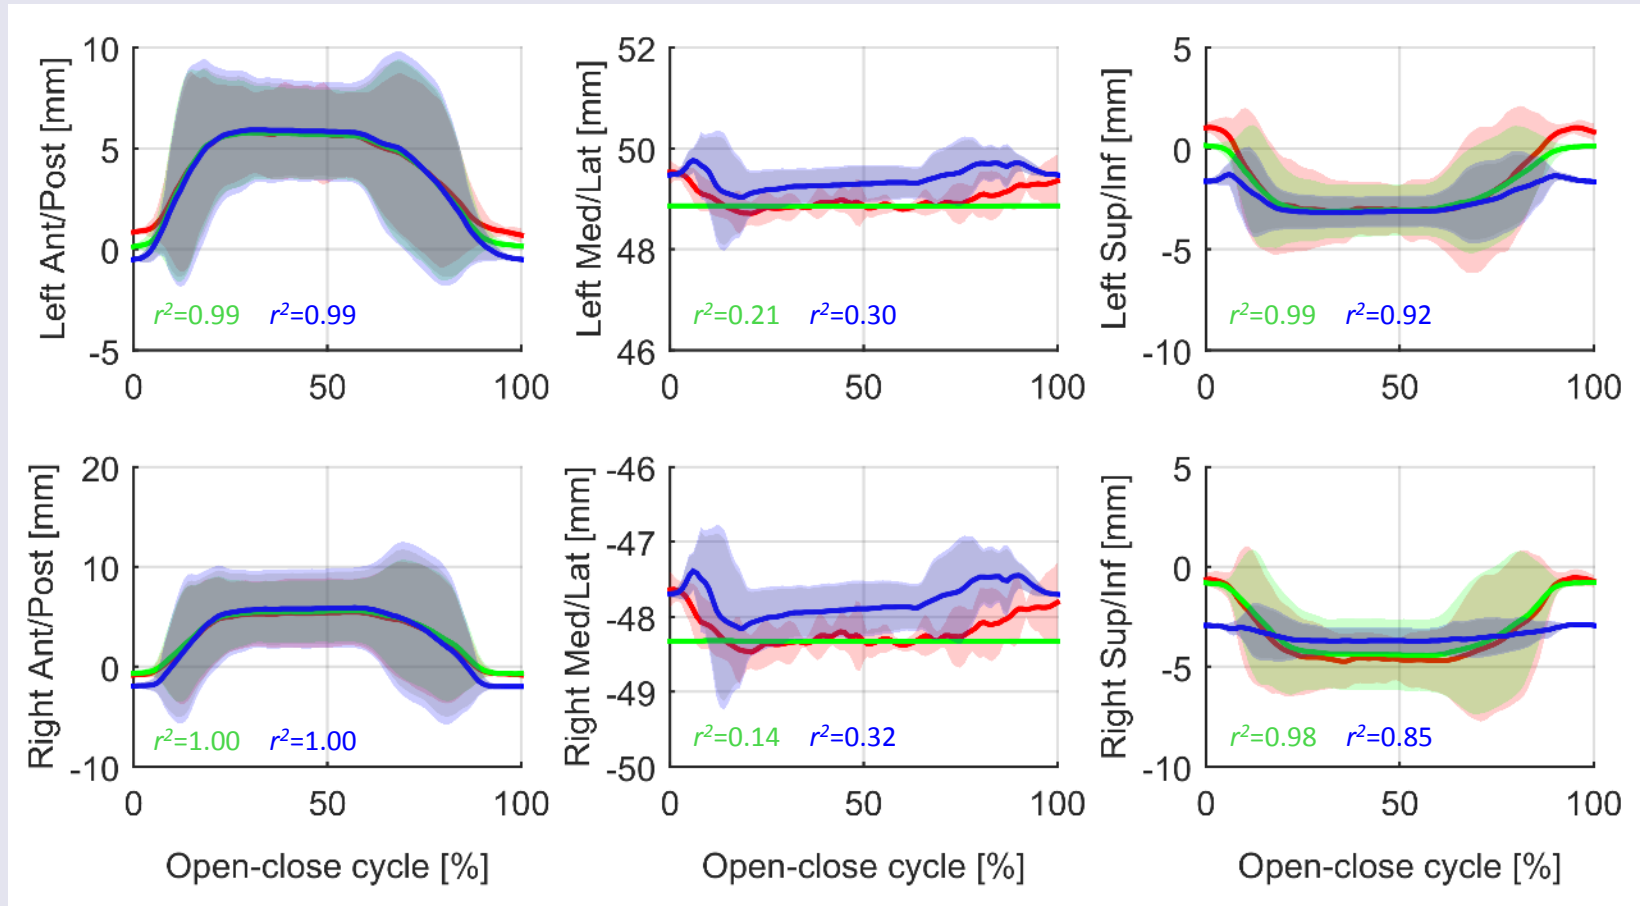 Left Ant/Post [mm]
10
5
0
-5
r²=0.99 r²=0.99
0 50 100
Left Med/Lat [mm]
52
50
48
46
r²=0.21 r²=0.30
0 50 100
Left Sup/Inf [mm]
5
0
-5
-10
r²=0.99 r²=0.92
0 50 100
Right Ant/Post [mm]
20
10
0
-10
r²=1.00 r²=1.00
0 50 100
Open-close cycle [%]
Right Med/Lat [mm]
-46
-47
-48
-49
-50
r²=0.14 r²=0.32
0 50 100
Open-close cycle [%]
Right Sup/Inf [mm]
5
0
-5
-10
r²=0.98 r²=0.85
0 50 100
Open-close cycle [%]